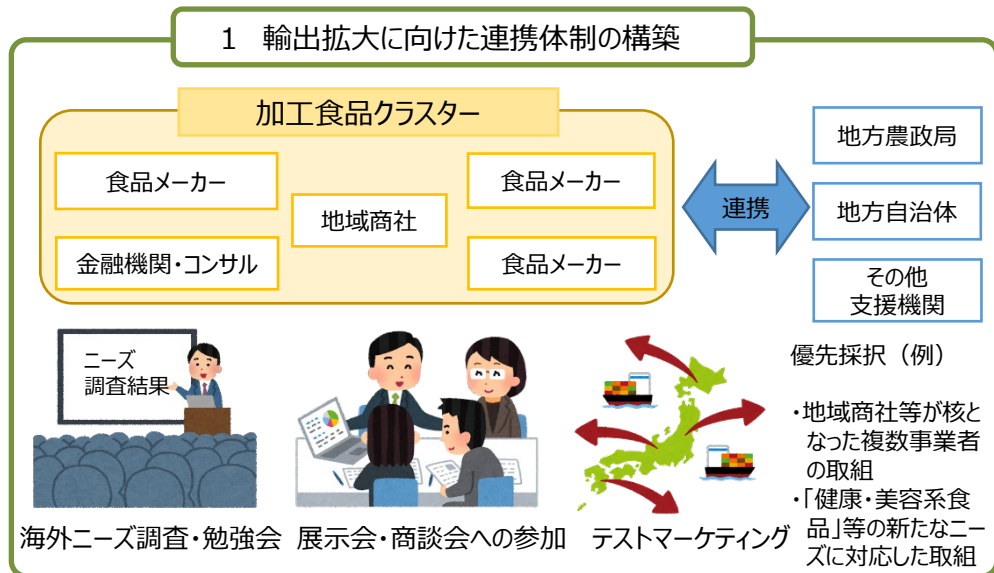 1 輸出拡大に向けた連携体制の構築
加工食品クラスター
食品メーカー
食品メーカー
地域商社
金融機関・コンサル
食品メーカー
連携
地方農政局
地方自治体
その他
支援機関
ニーズ
調査結果
海外ニーズ調査・勉強会
展示会・商談会への参加
テストマーケティング
優先採択（例）
・地域商社等が核と
なった複数事業者
の取組
・「健康・美容系食
品」等の新たなニー
ズに対応した取組